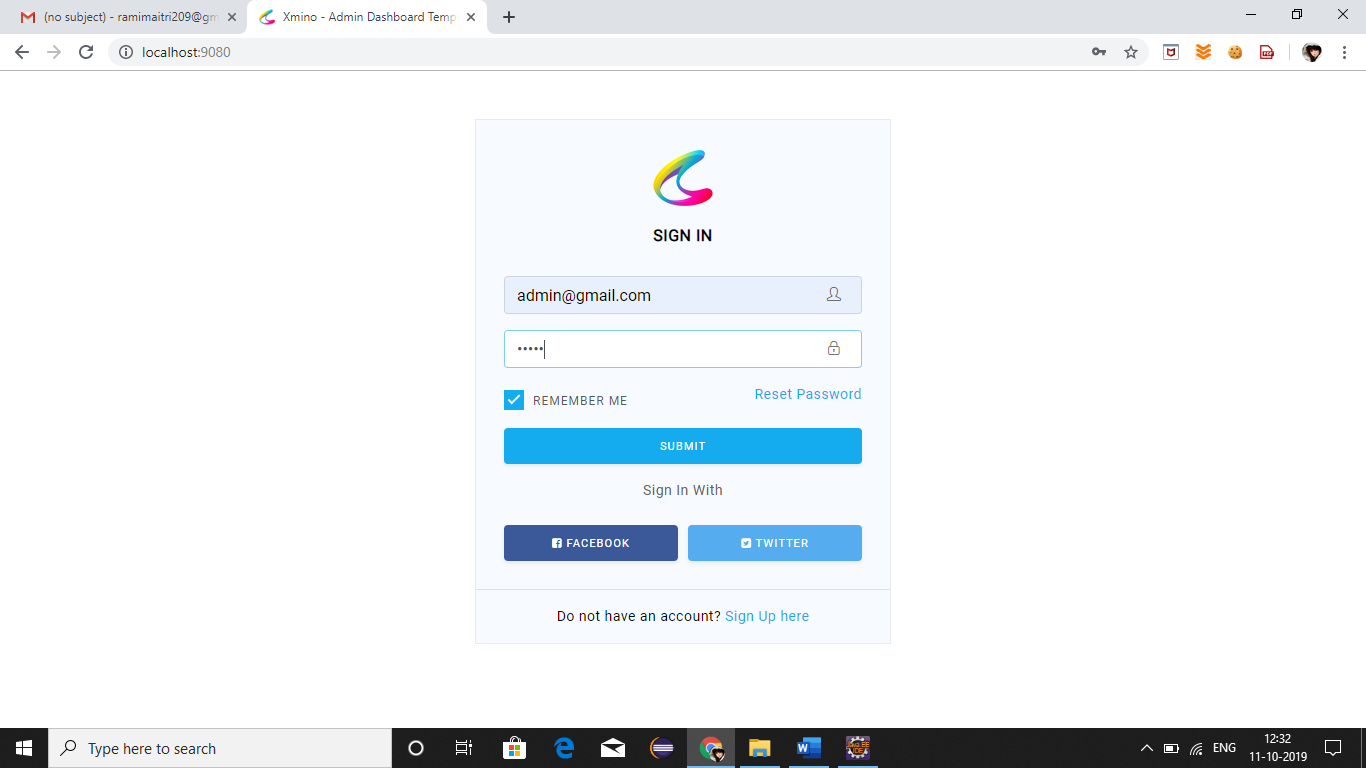 (no subject) - ramimaitri209@gm
Xmino - Admin Dashboard Temp
localhost:9080
SIGN IN
admin@gmail.com
•••••
REMEMBER ME
Reset Password
SUBMIT
Sign In With
FACEBOOK
TWITTER
Do not have an account? Sign Up here
Type here to search
ENG
12:32
11-10-2019